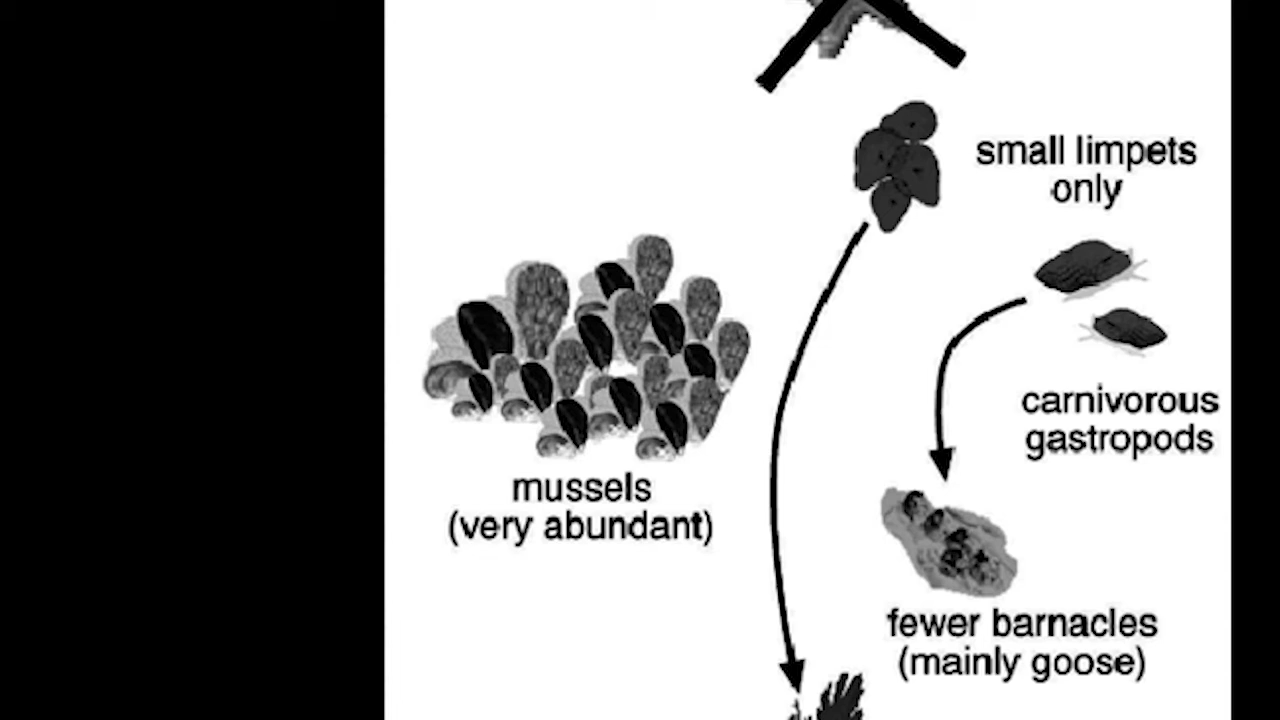 small limpets
only
carnivorous
gastropods
mussels
(very abundant)
fewer barnacles
(mainly goose)